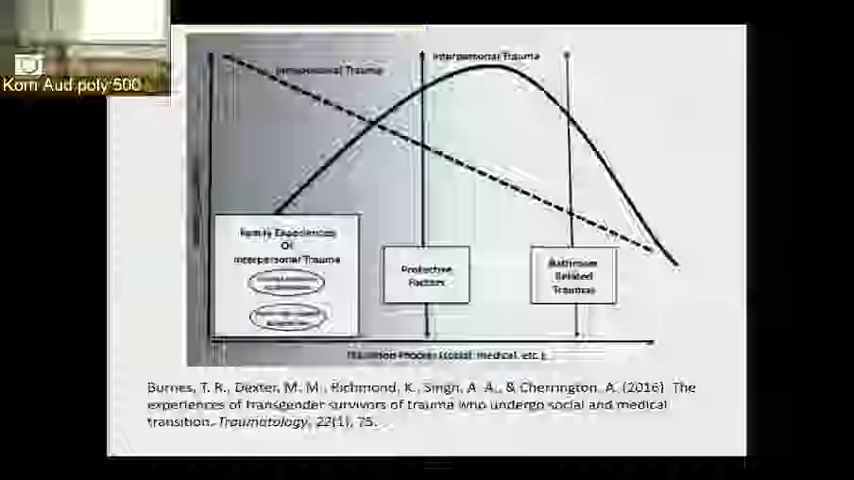 Korn Aud poly 500
Intrapersonal Trauma
Interpersonal Trauma
Family Experiences
Of
Interpersonal Trauma
Protective
Factors
Bathroom
Related
Traumas
Transition Process (social, medical, etc.)
Burnes, T. R., Dexter, M. M., Richmond, K., Singh, A. A., & Cherrington, A. (2016). The
experiences of transgender survivors of trauma who undergo social and medical
transition. Traumatology, 22(1), 75.